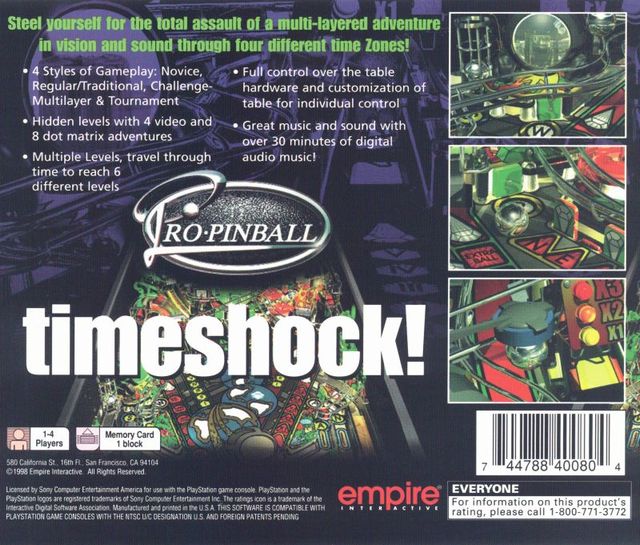 Steel yourself for the total assault of a multi-layered adventure
in vision and sound through four different time Zones!
• 4 Styles of Gameplay: Novice,
Regular/Traditional, Challenge-
Multilayer & Tournament
• Hidden levels with 4 video and
8 dot matrix adventures
• Multiple Levels, travel through
time to reach 6
different levels
• Full control over the table
hardware and customization of
table for individual control
• Great music and sound with
over 30 minutes of digital
audio music!
PRO·PINBALL
timeshock!
EXTRA
BALL
X3
X2
X1
1-4
Players
Memory Card
1 block
580 California St., 16th Fl., San Francisco, CA 94104
©1998 Empire Interactive. All Rights Reserved.
Licensed by Sony Computer Entertainment America for use with the PlayStation game console. PlayStation and the
PlayStation logos are registered trademarks of Sony Computer Entertainment Inc. The ratings icon is a trademark of the
Interactive Digital Software Association. Manufactured and printed in the U.S.A. THIS SOFTWARE IS COMPATIBLE WITH
PLAYSTATION GAME CONSOLES WITH THE NTSC U/C DESIGNATION U.S. AND FOREIGN PATENTS PENDING
empire®
INTERACTIVE
7 44788 40080 4
EVERYONE
For information on this product's
rating, please call 1-800-771-3772